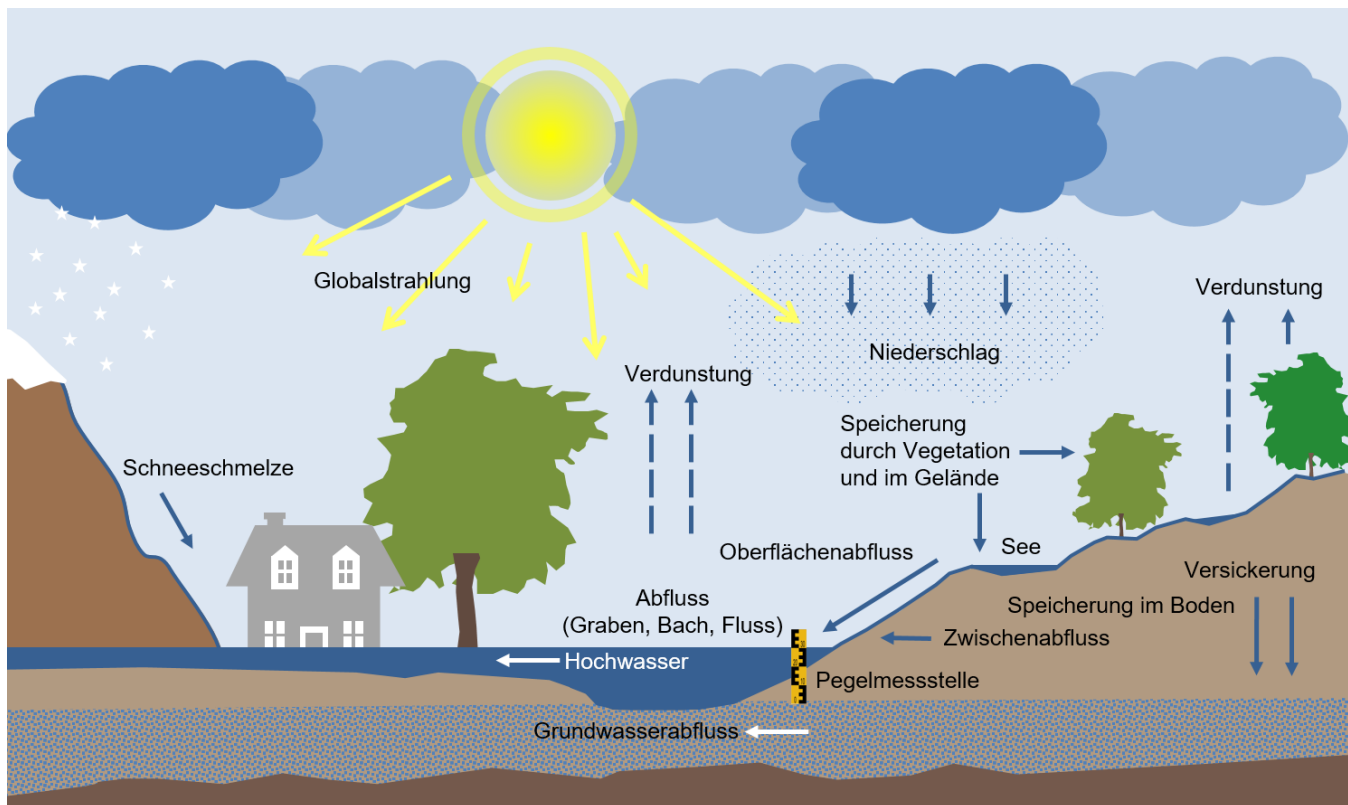 Globalstrahlung
Verdunstung
Niederschlag
Verdunstung
Speicherung
durch Vegetation
und im Gelände
Schneeschmelze
Oberflächenabfluss
See
Versickerung
Abfluss
(Graben, Bach, Fluss)
Speicherung im Boden
Zwischenabfluss
Hochwasser
Pegelmessstelle
Grundwasserabfluss